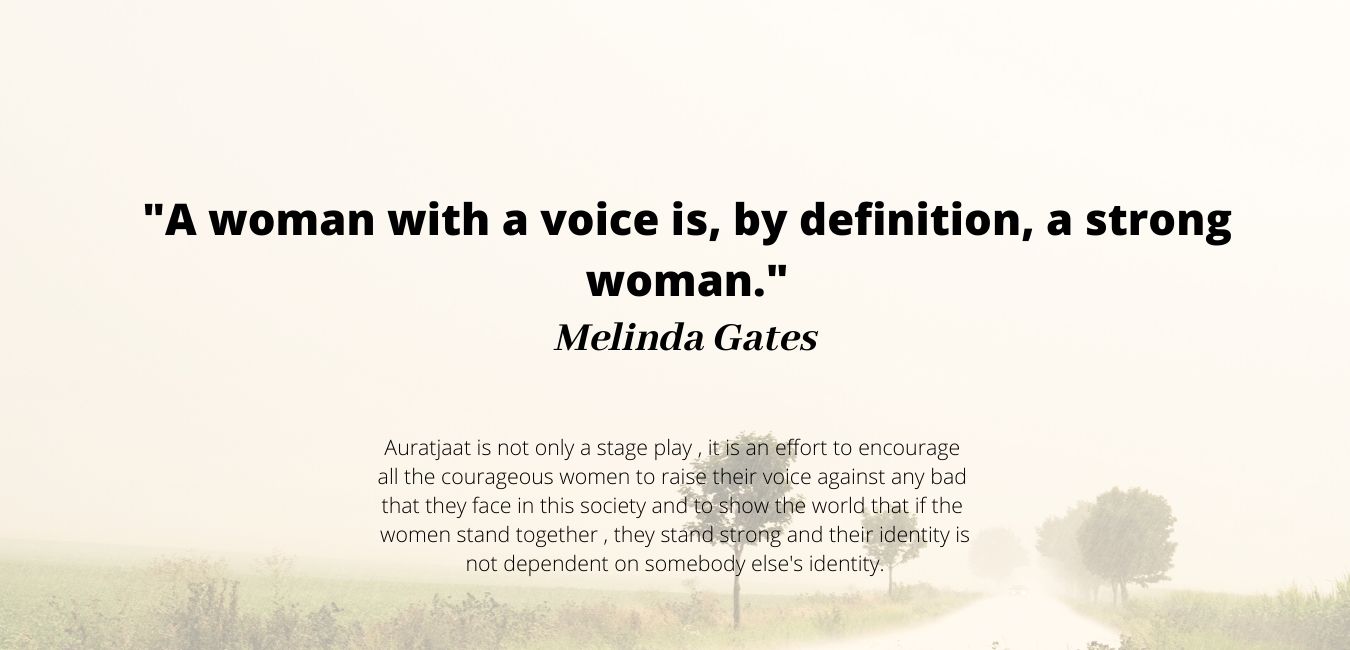 "A woman with a voice is, by definition, a strong
woman."
Melinda Gates
Auratjaat is not only a stage play , it is an effort to encourage
all the courageous women to raise their voice against any bad
that they face in this society and to show the world that if the
women stand together , they stand strong and their identity is
not dependent on somebody else's identity.